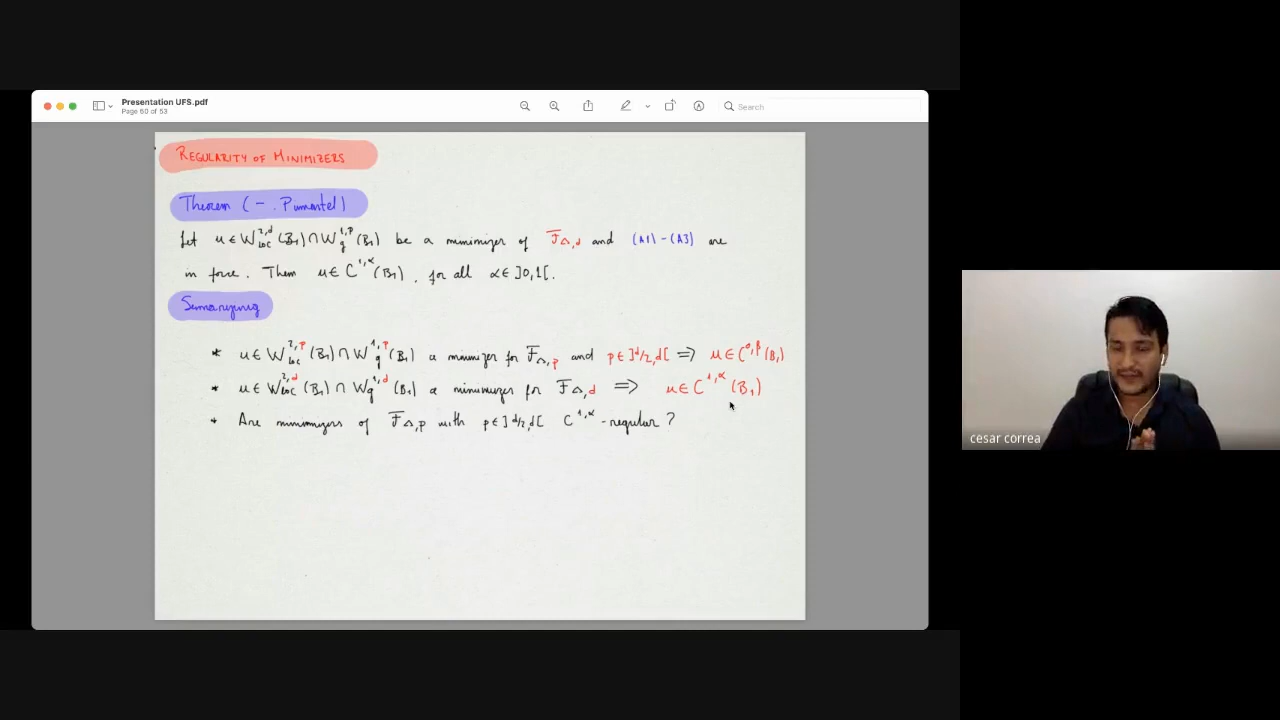 Presentation UFS.pdf
Page 50 of 53
Search
REGULARITY OF MINIMIZERS
Theorem (− . Pimentel)
Let u ∈ W^{2,d}_{loc}(B₁) ∩ W^{1,p}_g(B₁) be a minimizer of F_{Δ,d} and (A1) - (A3) are
in force. Then u ∈ C^{1,α}(B₁), for all α ∈ ]0,1[.
Sumarizing
* u ∈ W^{2,p}_{loc}(B₁) ∩ W^{1,p}_g(B₁) a minimizer for F_{Δ,p} and p ∈ ]d/2,d[ ⟹ u ∈ C^{0,β}(B₁)
* u ∈ W^{2,d}_{loc}(B₁) ∩ W^{1,d}_g(B₁) a minimizer for F_{Δ,d} ⟹ u ∈ C^{1,α}(B₁)
* Are minimizers of F_{Δ,p} with p ∈ ]d/2,d[ C^{1,α}-regular?
cesar correa